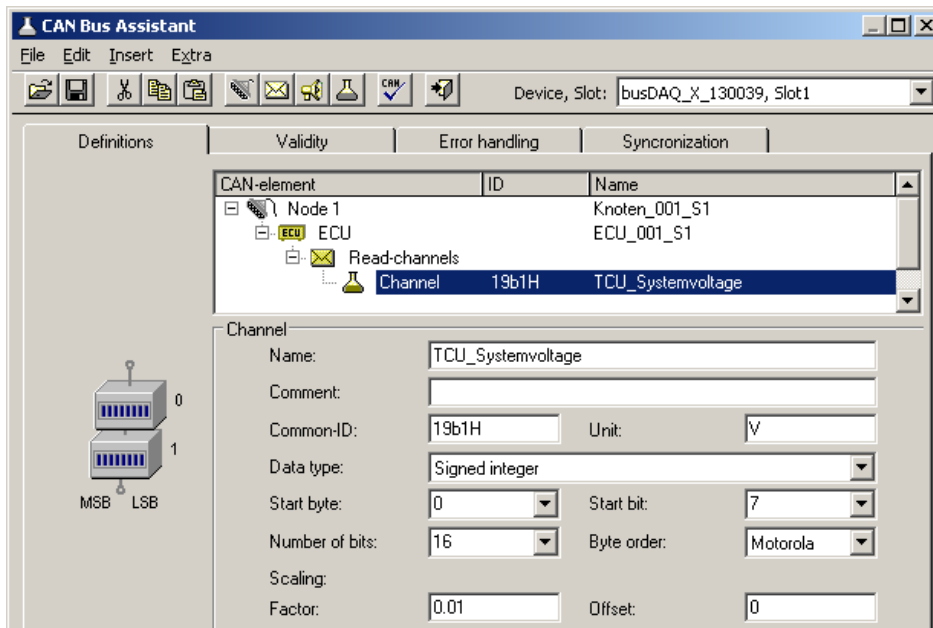 CAN Bus Assistant
File Edit Insert Extra
CAN Device, Slot: busDAQ_X_130039, Slot1
Definitions Validity Error handling Syncronization
CAN-element ID Name
Node 1 Knoten_001_S1
ECU ECU ECU_001_S1
Read-channels
Channel 19b1H TCU_Systemvoltage
Channel
Name: TCU_Systemvoltage
Comment:
Common-ID: 19b1H Unit: V
Data type: Signed integer
Start byte: 0 Start bit: 7
Number of bits: 16 Byte order: Motorola
Scaling:
Factor: 0.01 Offset: 0
0
1
MSB LSB